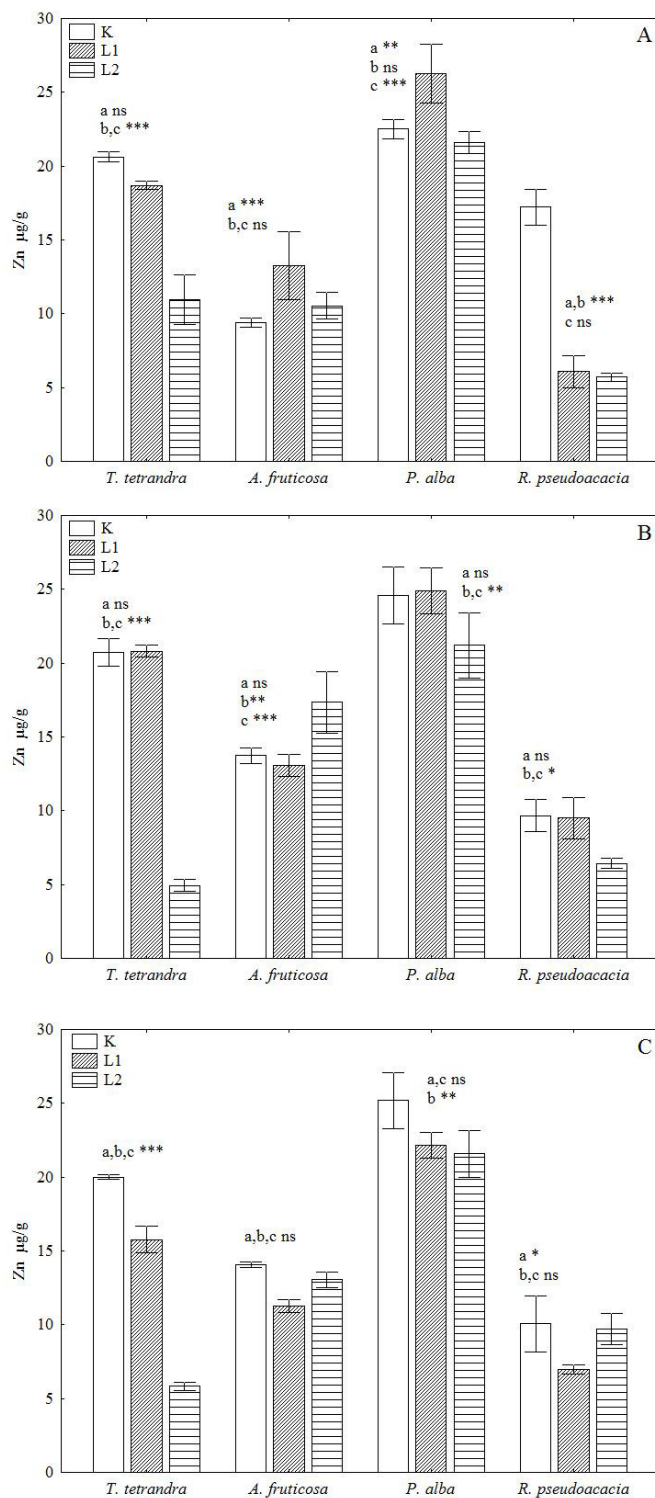 30
A
K
L1
L2
25
20
15
10
5
0
Zn µg/g
a ns
b,c ***
a ***
b,c ns
a **
b ns
c ***
a,b ***
c ns
T. tetrandra A. fruticosa P. alba R. pseudoacacia
30
B
K
L1
L2
25
20
15
10
5
0
Zn µg/g
a ns
b,c ***
a ns
b**
c ***
a ns
b,c **
a ns
b,c *
T. tetrandra A. fruticosa P. alba R. pseudoacacia
30
C
K
L1
L2
25
20
15
10
5
0
Zn µg/g
a,b,c ***
a,b,c ns
a,c ns
b **
a *
b,c ns
T. tetrandra A. fruticosa P. alba R. pseudoacacia